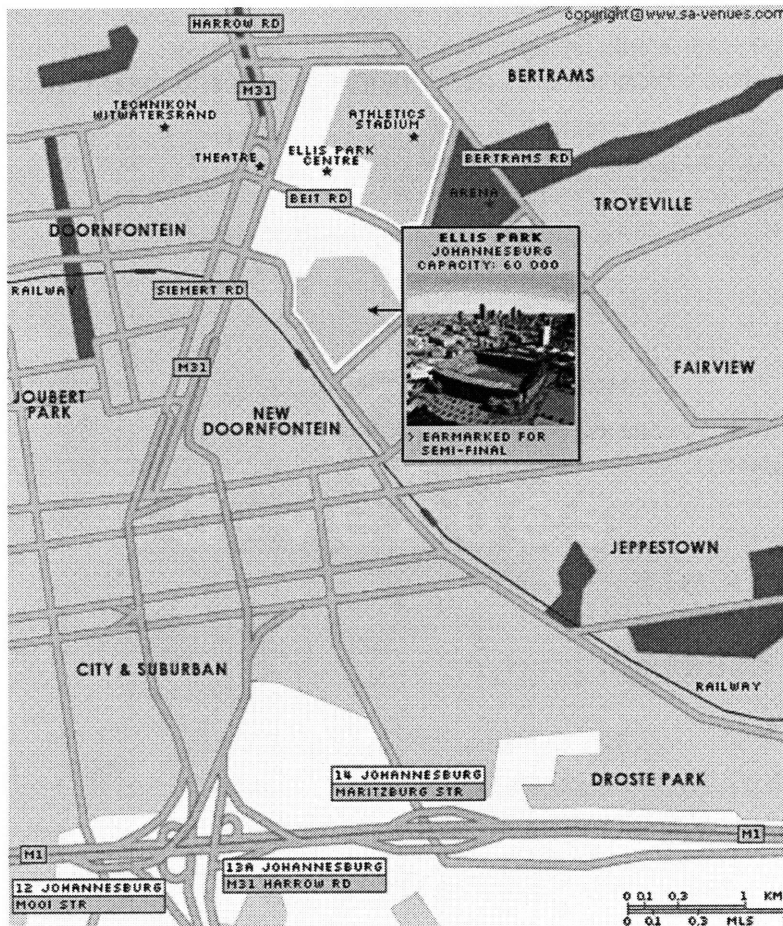 copyright@www.sa-venues.com
HARROW RD
BERTRAMS
M31
TECHNIKON
WITWATERSRAND
ATHLETICS
STADIUM
THEATRE
ELLIS PARK
CENTRE
BERTRAMS RD
ARENA
BEIT RD
TROYEVILLE
DOORNFONTEIN
ELLIS PARK
JOHANNESBURG
CAPACITY: 60 000
RAILWAY
SIEMERT RD
M31
FAIRVIEW
JOUBERT
PARK
NEW
DOORNFONTEIN
> EARMARKED FOR
SEMI-FINAL
JEPPESTOWN
CITY & SUBURBAN
RAILWAY
14 JOHANNESBURG
MARITZBURG STR
DROSTE PARK
M1
M1
13A JOHANNESBURG
M31 HARROW RD
12 JOHANNESBURG
MOOI STR
0 0.1 0.3 1 KM
0 0.1 0.3 MLS